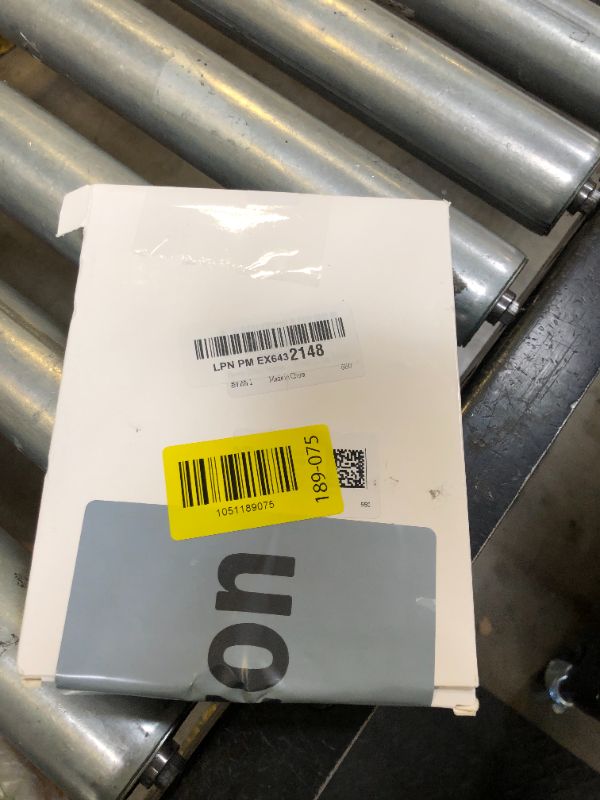 LPN PM EX6432148
Made in China
1051189075
189-075
on